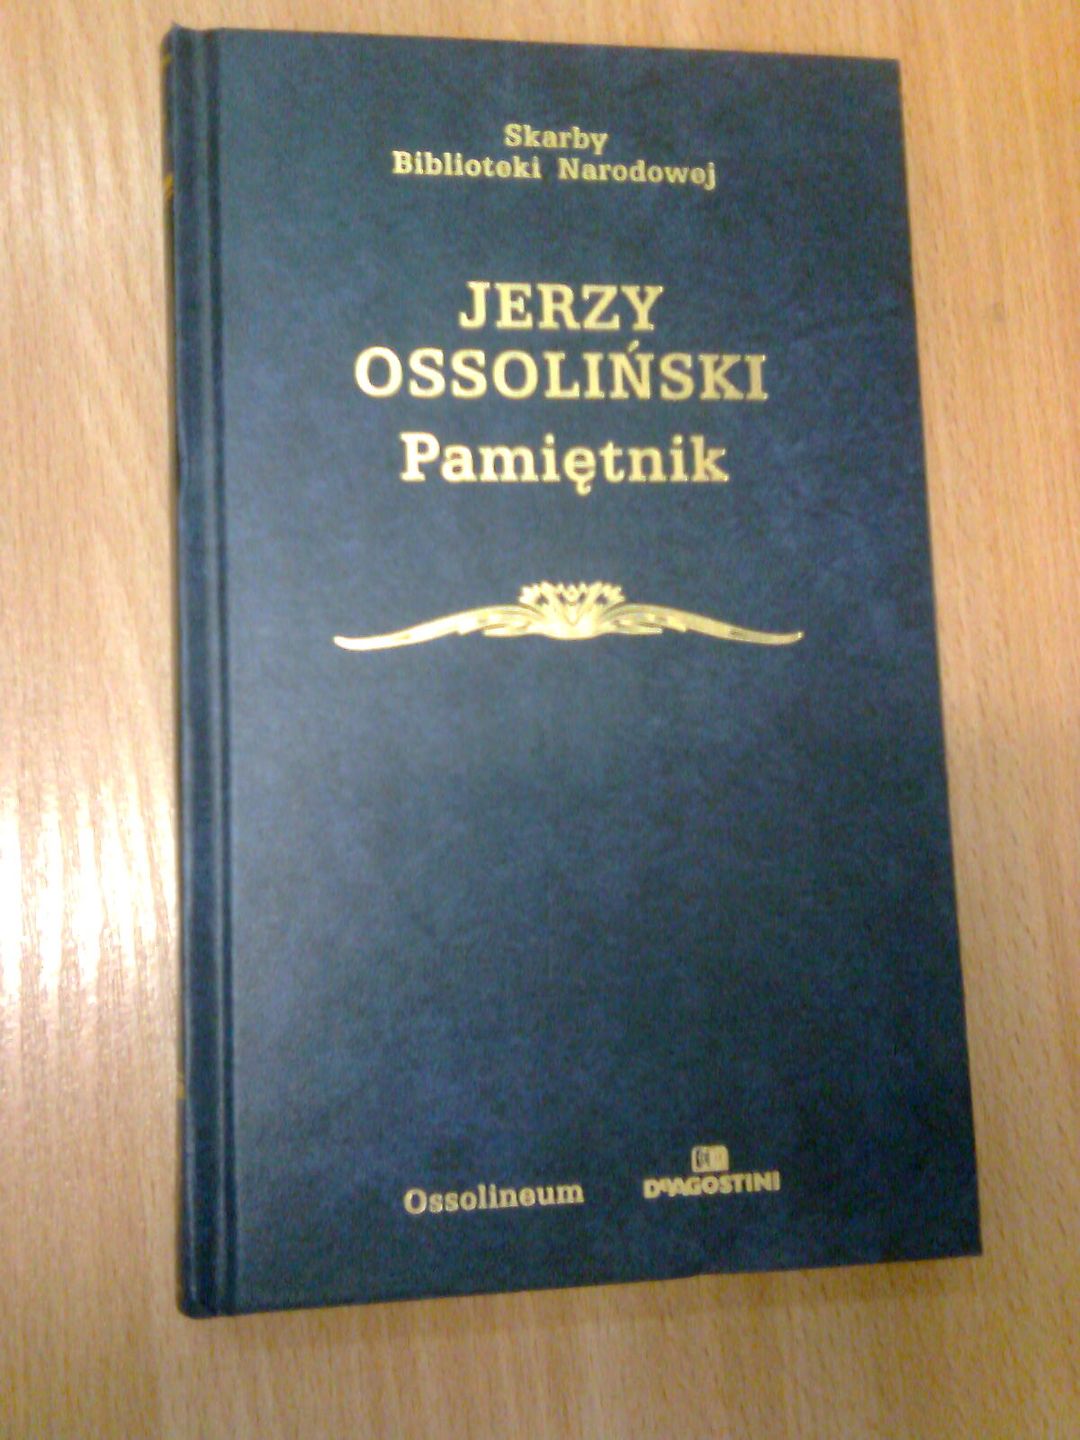 Skarby
Biblioteki Narodowej
JERZY
OSSOLIŃSKI
Pamiętnik
Ossolineum
DeAGOSTINI